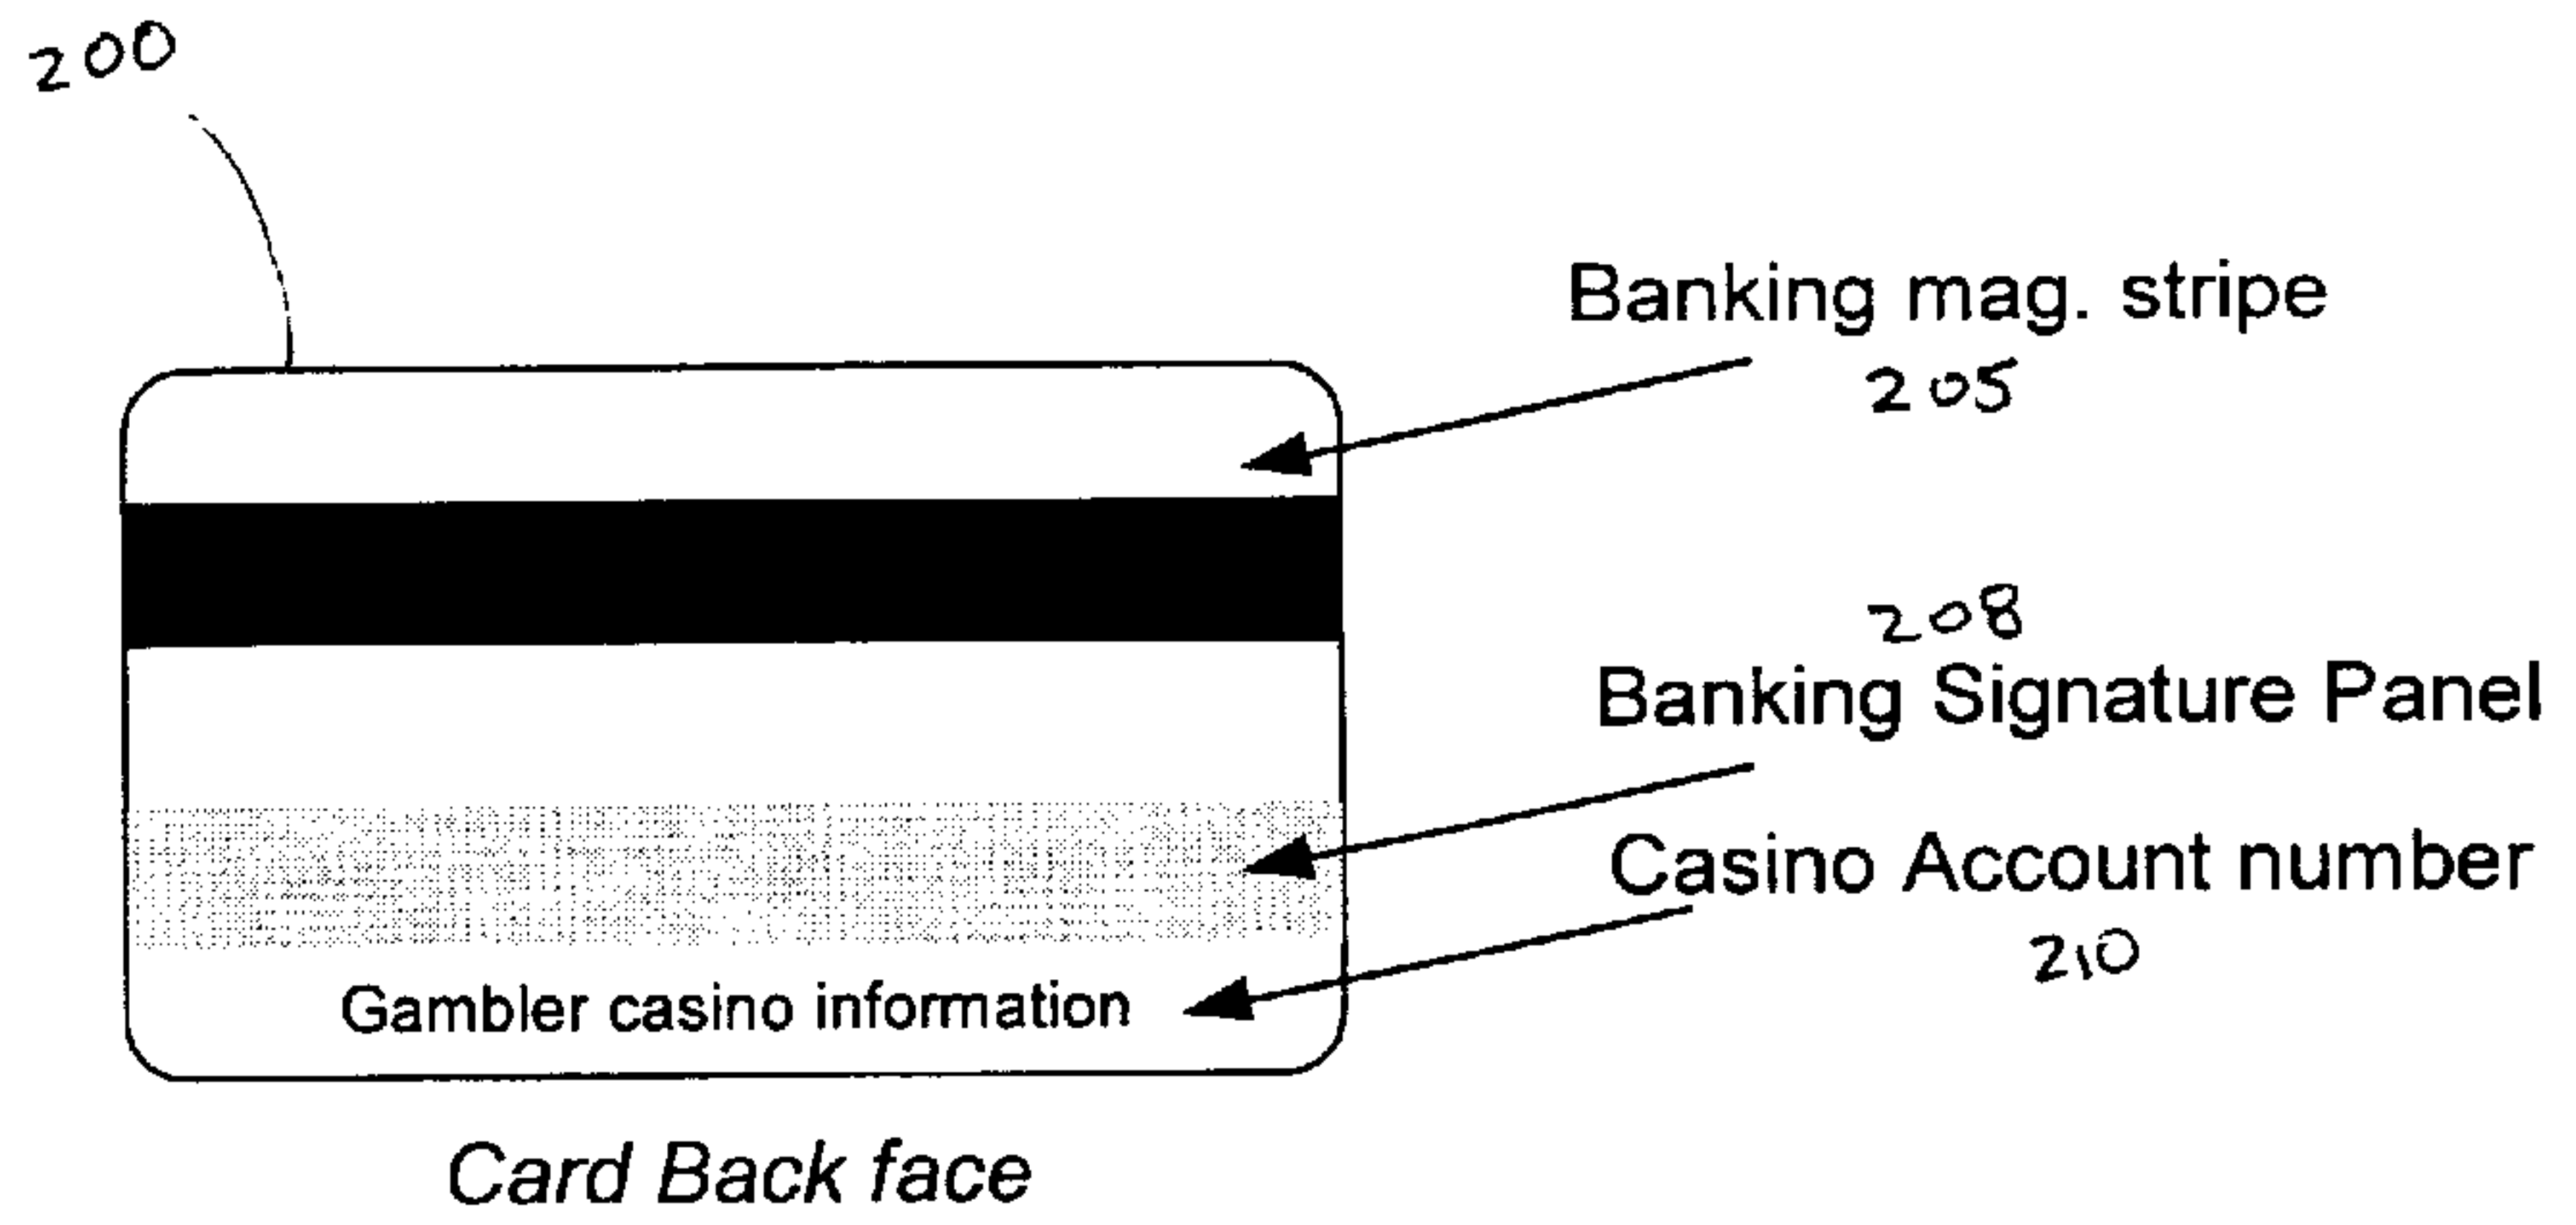 200
Banking mag. stripe
205
208
Banking Signature Panel
Casino Account number
210
Gambler casino information
Card Back face